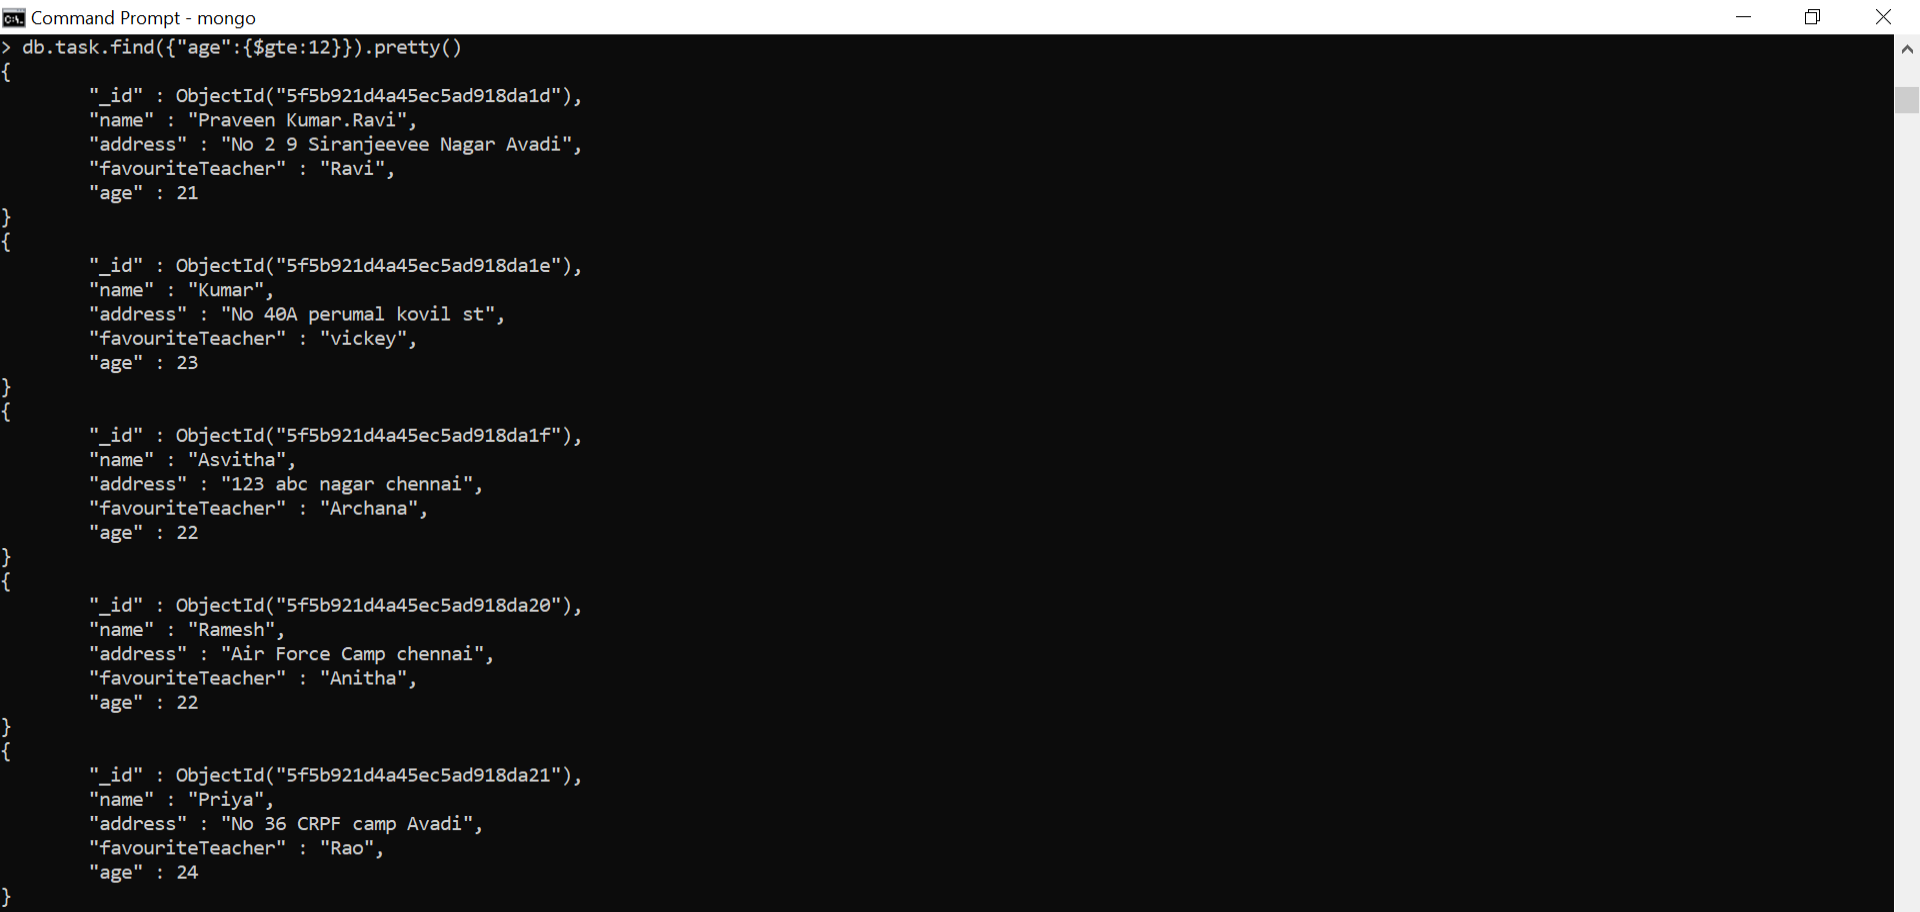 Command Prompt - mongo
> db.task.find({"age":{$gte:12}}).pretty()
{
"_id" : ObjectId("5f5b921d4a45ec5ad918da1d"),
"name" : "Praveen Kumar.Ravi",
"address" : "No 2 9 Siranjeevee Nagar Avadi",
"favouriteTeacher" : "Ravi",
"age" : 21
}
{
"_id" : ObjectId("5f5b921d4a45ec5ad918da1e"),
"name" : "Kumar",
"address" : "No 40A perumal kovil st",
"favouriteTeacher" : "vickey",
"age" : 23
}
{
"_id" : ObjectId("5f5b921d4a45ec5ad918da1f"),
"name" : "Asvitha",
"address" : "123 abc nagar chennai",
"favouriteTeacher" : "Archana",
"age" : 22
}
{
"_id" : ObjectId("5f5b921d4a45ec5ad918da20"),
"name" : "Ramesh",
"address" : "Air Force Camp chennai",
"favouriteTeacher" : "Anitha",
"age" : 22
}
{
"_id" : ObjectId("5f5b921d4a45ec5ad918da21"),
"name" : "Priya",
"address" : "No 36 CRPF camp Avadi",
"favouriteTeacher" : "Rao",
"age" : 24
}